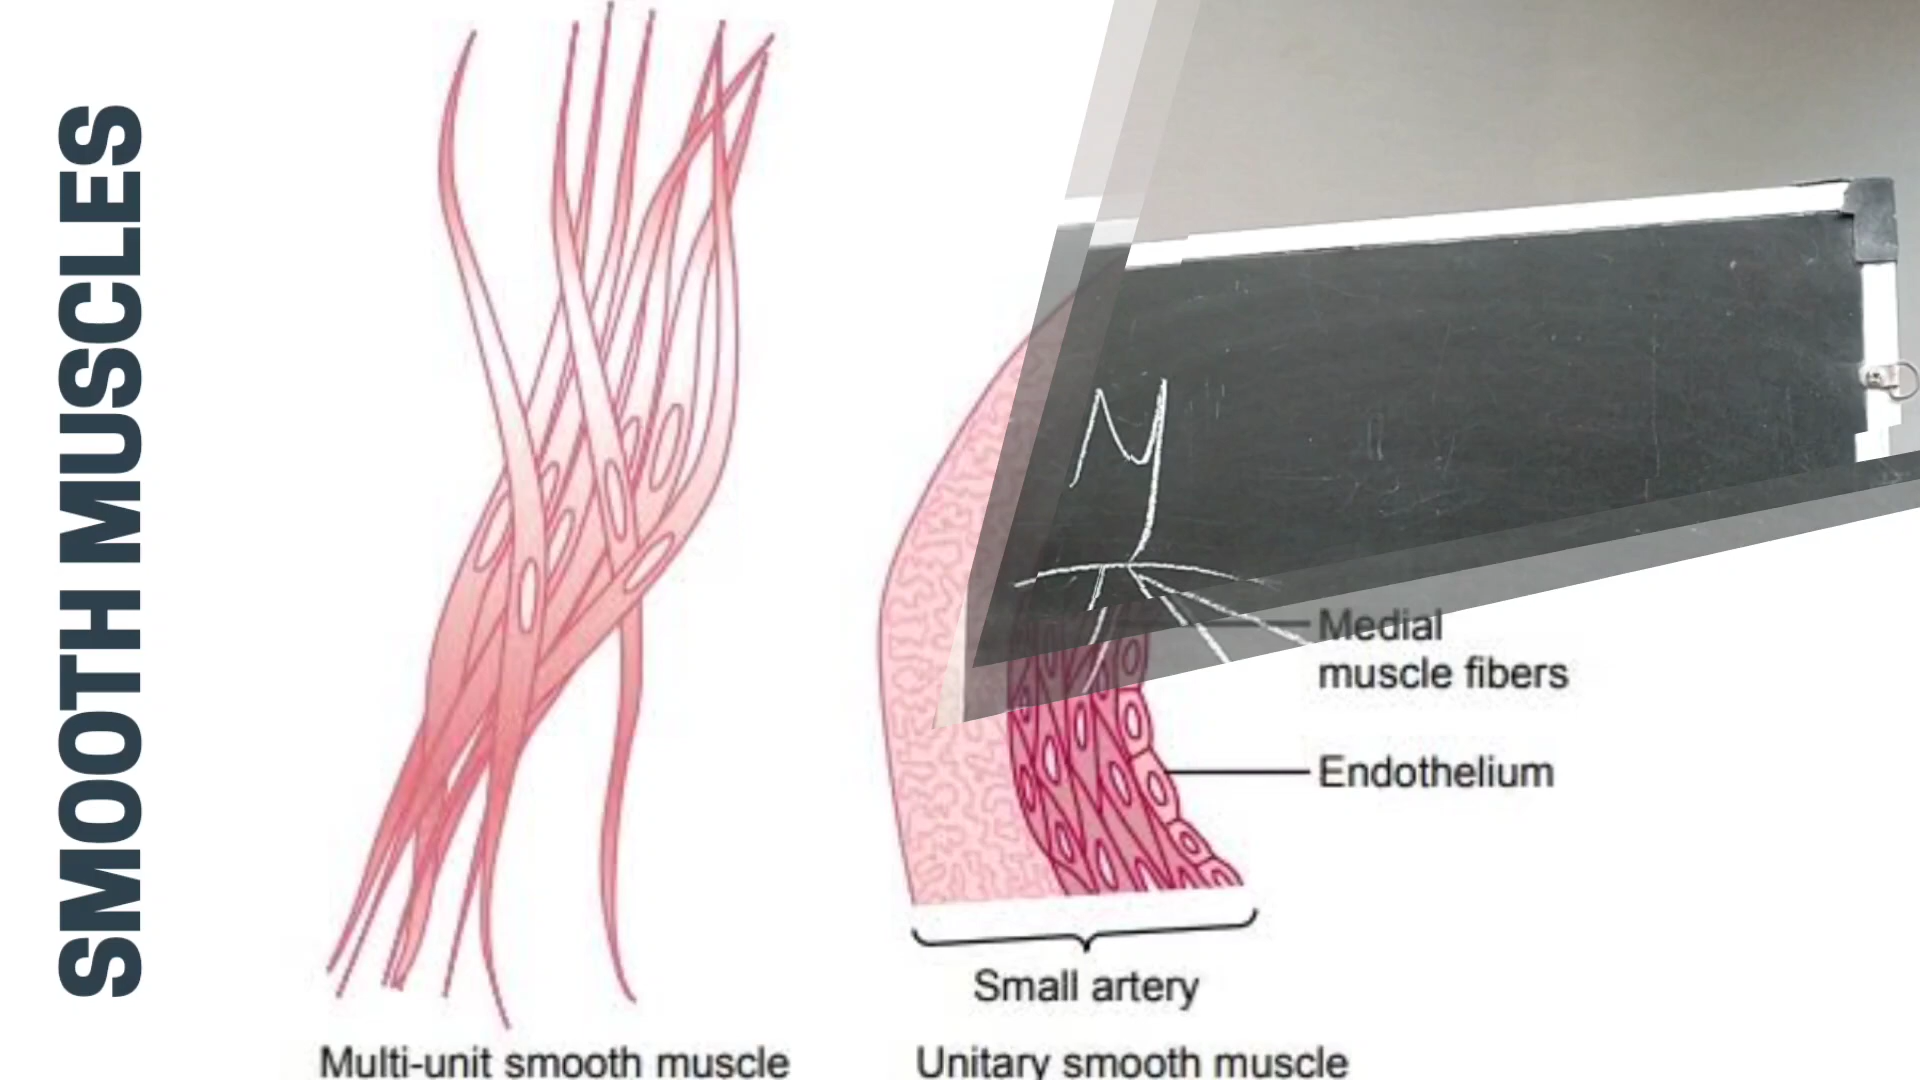 SMOOTH MUSCLES
Medial
muscle fibers
Endothelium
Small artery
Multi-unit smooth muscle
Unitary smooth muscle